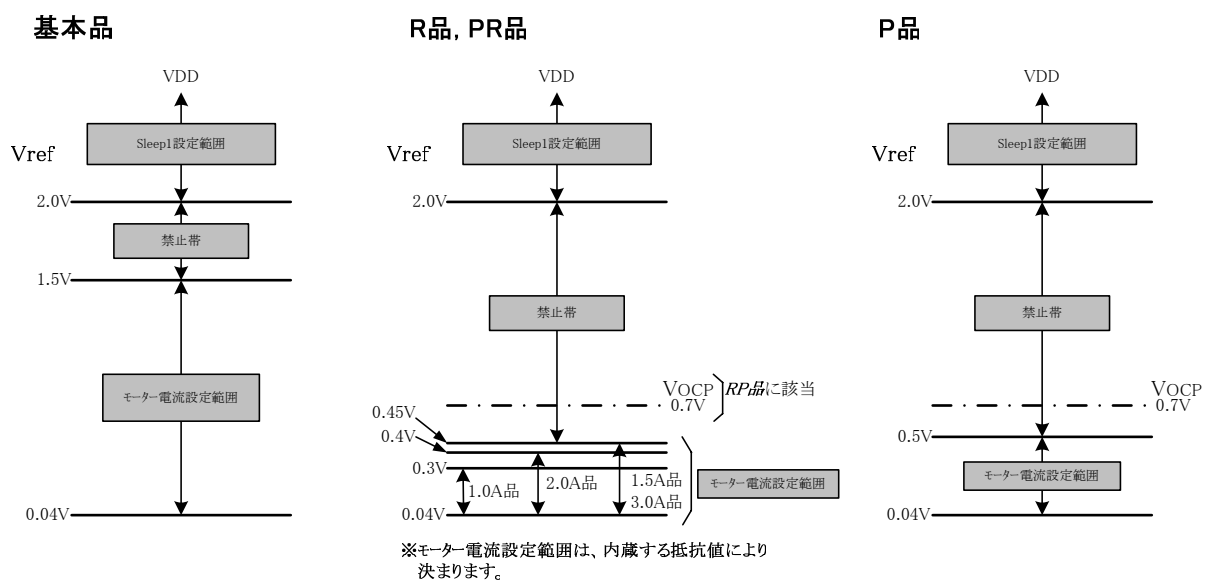 基本品
VDD
Sleep1設定範囲
Vref
2.0V
禁止帯
1.5V
モーター電流設定範囲
0.04V
R品, PR品
VDD
Sleep1設定範囲
Vref
2.0V
禁止帯
VOCP
0.7V
RP品に該当
0.45V
0.4V
0.3V
1.0A品
2.0A品
1.5A品
3.0A品
モーター電流設定範囲
0.04V
※モーター電流設定範囲は、内蔵する抵抗値により
決まります。
P品
VDD
Sleep1設定範囲
Vref
2.0V
禁止帯
VOCP
0.7V
0.5V
モーター電流設定範囲
0.04V